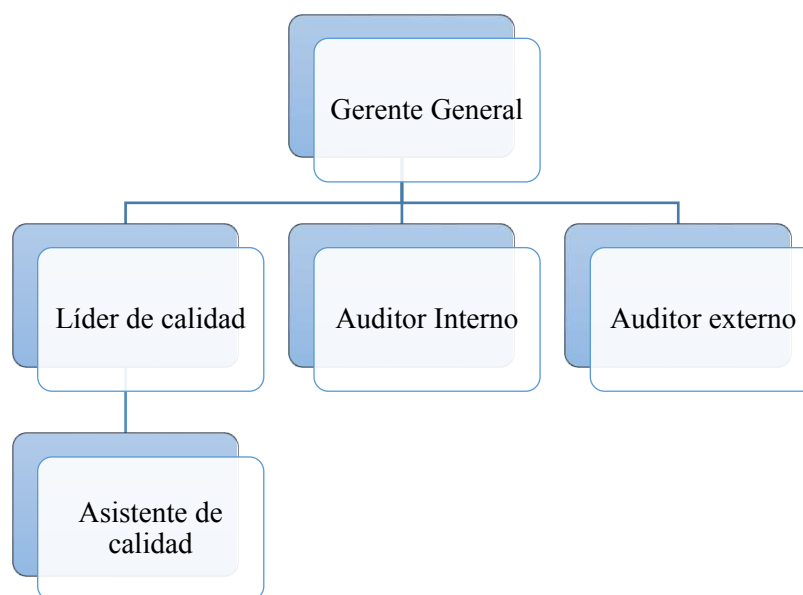 Gerente General
Líder de calidad
Auditor Interno
Auditor externo
Asistente de
calidad